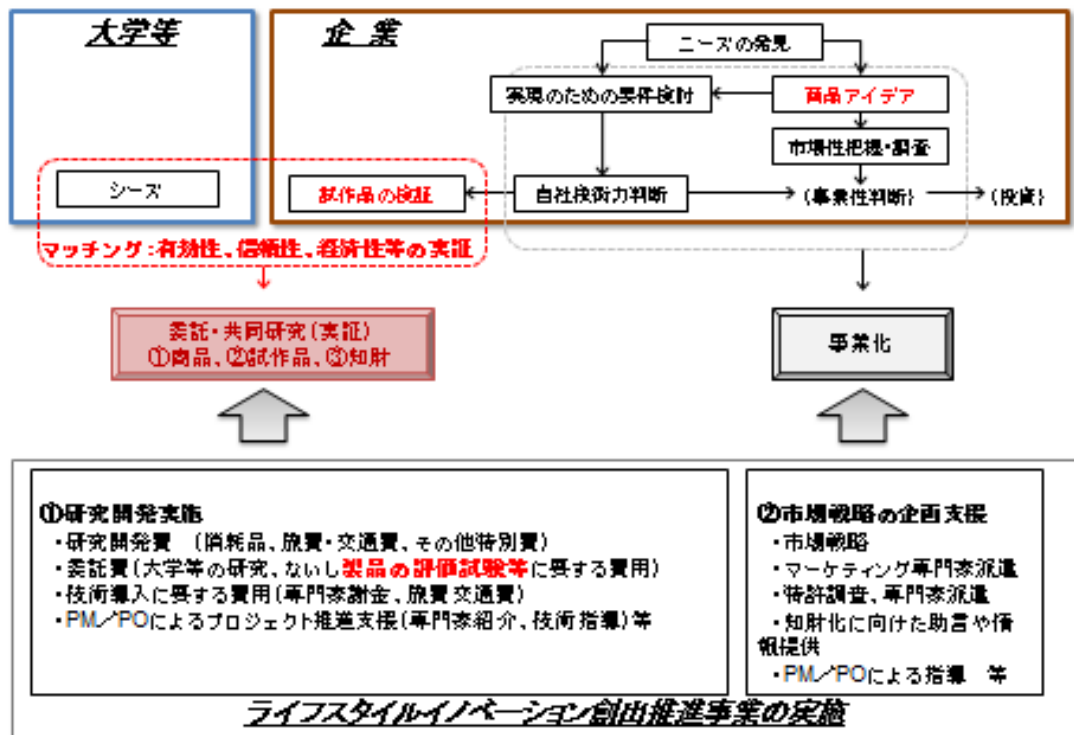 大学等
企 業
ニーズの発見
実現のための要件検討
商品アイデア
市場性把握・調査
シーズ
試作品の検証
自社技術力判断
(事業性判断}
(投資}
マッチング：有効性、信頼性、経済性等の実証
委託・共同研究(実証)
①商品、②試作品、③知財
事業化
①研究開発実施
・研究開発費 (消耗品、旅費・交通費、その他特別費)
・委託費(大学等の研究、ないし製品の評価試験等に要する費用)
・技術導入に要する費用(専門家謝金、旅費交通費)
・PM／POによるプロジェクト推進支援(専門家紹介、技術指導)等
②市場戦略の企画支援
・市場戦略
・マーケティング専門家派遣
・特許調査、専門家派遣
・知財化に向けた助言や情
報提供
・PM／POによる指導 等
ライフスタイルイノベーション創出推進事業の実施